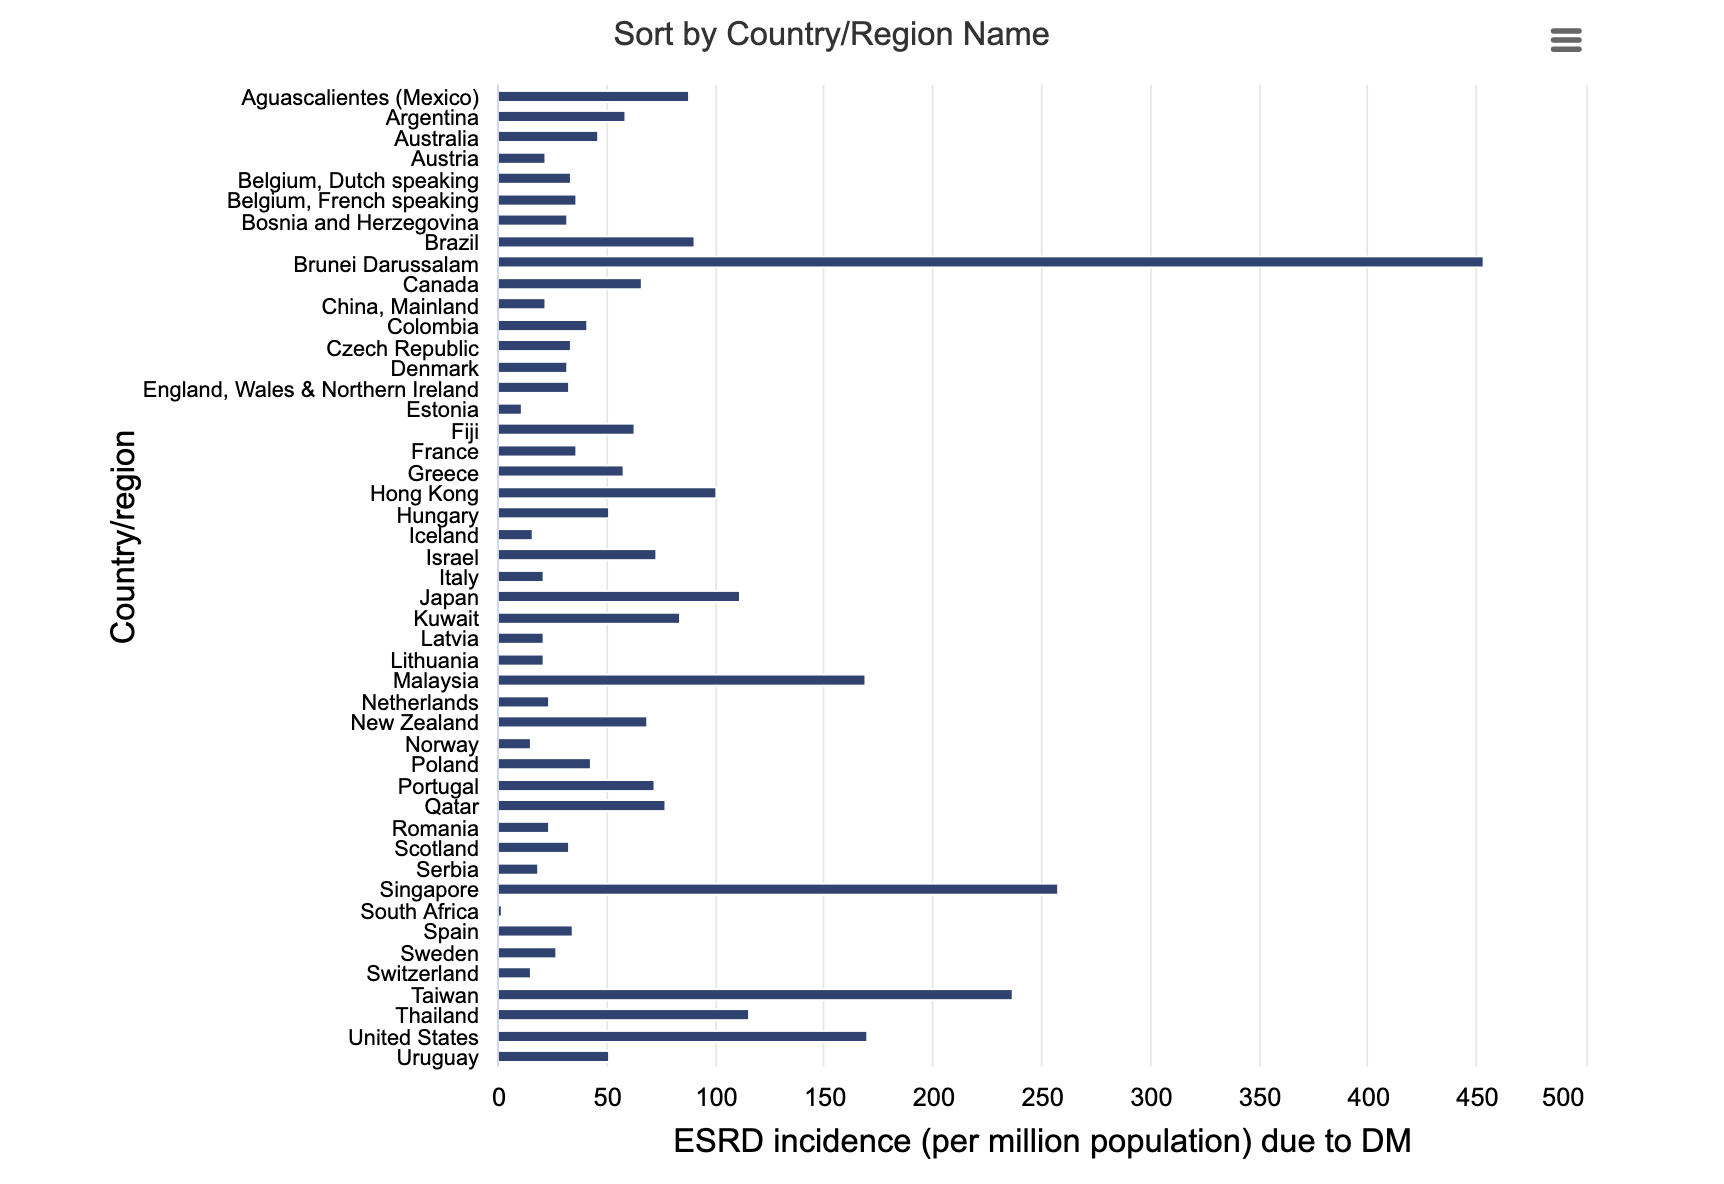 Sort by Country/Region Name
Aguascalientes (Mexico)
Argentina
Australia
Austria
Belgium, Dutch speaking
Belgium, French speaking
Bosnia and Herzegovina
Brazil
Brunei Darussalam
Canada
China, Mainland
Colombia
Czech Republic
Denmark
England, Wales & Northern Ireland
Estonia
Fiji
France
Greece
Hong Kong
Hungary
Iceland
Israel
Italy
Japan
Kuwait
Latvia
Lithuania
Malaysia
Netherlands
New Zealand
Norway
Poland
Portugal
Qatar
Romania
Scotland
Serbia
Singapore
South Africa
Spain
Sweden
Switzerland
Taiwan
Thailand
United States
Uruguay
Country/region
0 50 100 150 200 250 300 350 400 450 500
ESRD incidence (per million population) due to DM